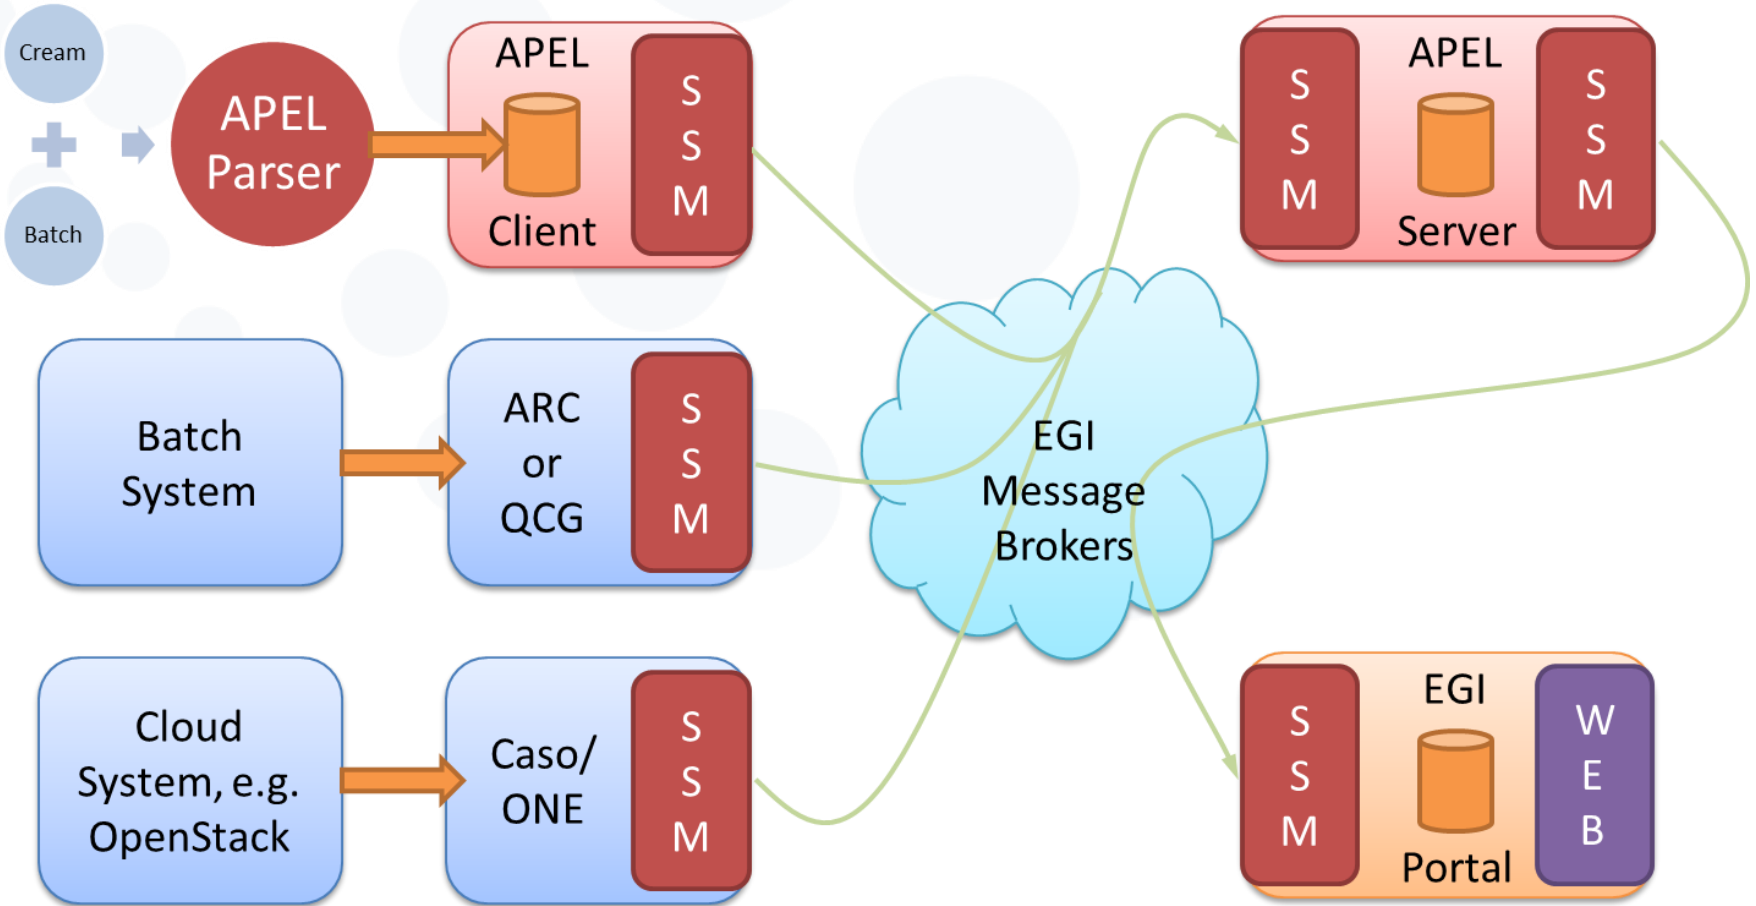 Cream
Batch
APEL
Parser
APEL
Client
S
S
M
S
S
M
APEL
Server
S
S
M
Batch
System
ARC
or
QCG
S
S
M
EGI
Message
Brokers
Cloud
System, e.g.
OpenStack
Caso/
ONE
S
S
M
S
S
M
EGI
Portal
W
E
B